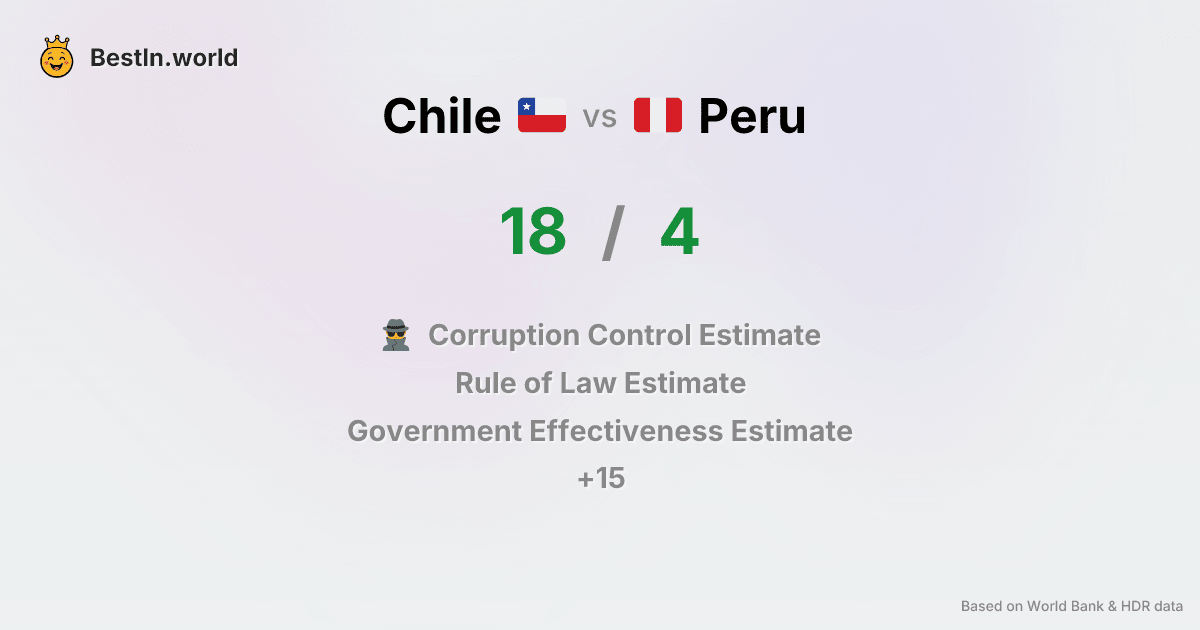 BestIn.world
Chile vs Peru
18 / 4
Corruption Control Estimate
Rule of Law Estimate
Government Effectiveness Estimate
+15
Based on World Bank & HDR data